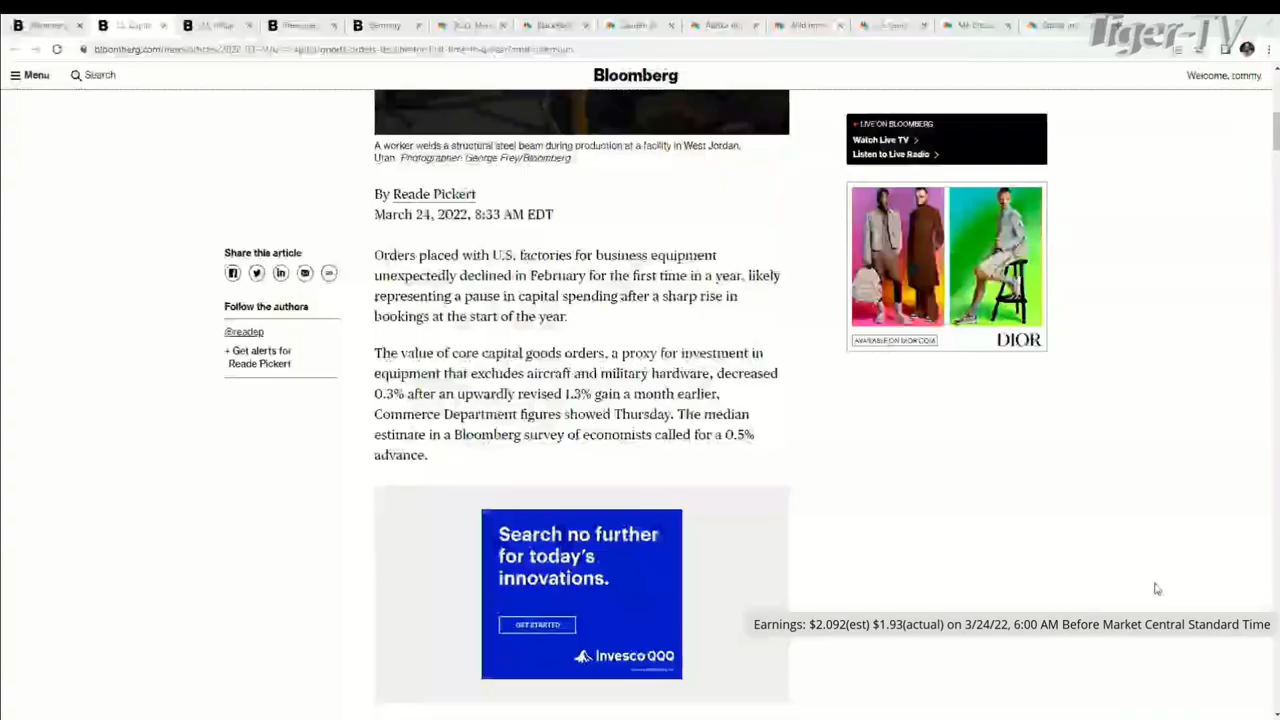 Tiger-TV
Menu
Search
Bloomberg
Welcome, tommy
A worker welds a structural steel beam during production at a facility in West Jordan,
Utah Photographer: George Frey/Bloomberg
By Reade Pickert
March 24, 2022, 8:33 AM EDT
Share this article
Follow the authors
@readep
+ Get alerts for
Reade Pickert
Orders placed with U.S. factories for business equipment
unexpectedly declined in February for the first time in a year, likely
representing a pause in capital spending after a sharp rise in
bookings at the start of the year.
The value of core capital goods orders, a proxy for investment in
equipment that excludes aircraft and military hardware, decreased
0.3% after an upwardly revised 1.3% gain a month earlier,
Commerce Department figures showed Thursday. The median
estimate in a Bloomberg survey of economists called for a 0.5%
advance.
LIVE ON BLOOMBERG
Watch Live TV >
Listen to Live Radio >
AVAILABLE ON DIOR.COM
DIOR
Search no further
for today's
innovations.
GET STARTED
Invesco QQQ
Earnings: $2.092(est) $1.93(actual) on 3/24/22, 6:00 AM Before Market Central Standard Time